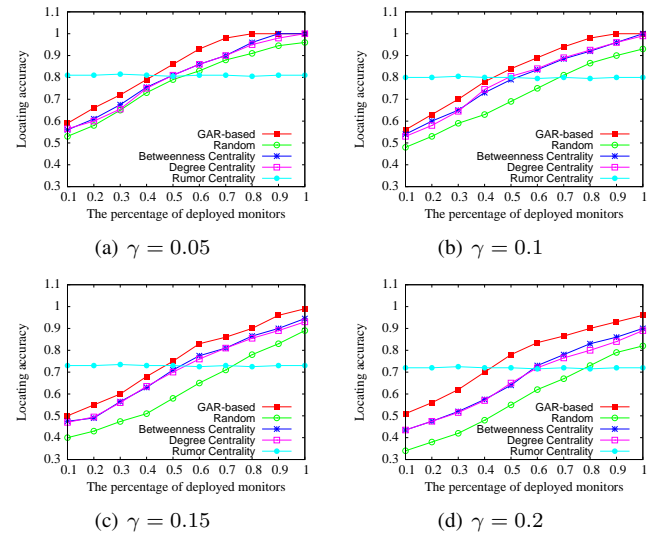 1.1
1
0.9
0.8
0.7
0.6
0.5
0.4
0.3
Locating accuracy
GAR-based
Random
Betweenness Centrality
Degree Centrality
Rumor Centrality
0.1 0.2 0.3 0.4 0.5 0.6 0.7 0.8 0.9 1
The percentage of deployed monitors
(a) γ = 0.05
1.1
1
0.9
0.8
0.7
0.6
0.5
0.4
0.3
Locating accuracy
GAR-based
Random
Betweenness Centrality
Degree Centrality
Rumor Centrality
0.1 0.2 0.3 0.4 0.5 0.6 0.7 0.8 0.9 1
The percentage of deployed monitors
(b) γ = 0.1
1.1
1
0.9
0.8
0.7
0.6
0.5
0.4
0.3
Locating accuracy
GAR-based
Random
Betweenness Centrality
Degree Centrality
Rumor Centrality
0.1 0.2 0.3 0.4 0.5 0.6 0.7 0.8 0.9 1
The percentage of deployed monitors
(c) γ = 0.15
1.1
1
0.9
0.8
0.7
0.6
0.5
0.4
0.3
Locating accuracy
GAR-based
Random
Betweenness Centrality
Degree Centrality
Rumor Centrality
0.1 0.2 0.3 0.4 0.5 0.6 0.7 0.8 0.9 1
The percentage of deployed monitors
(d) γ = 0.2